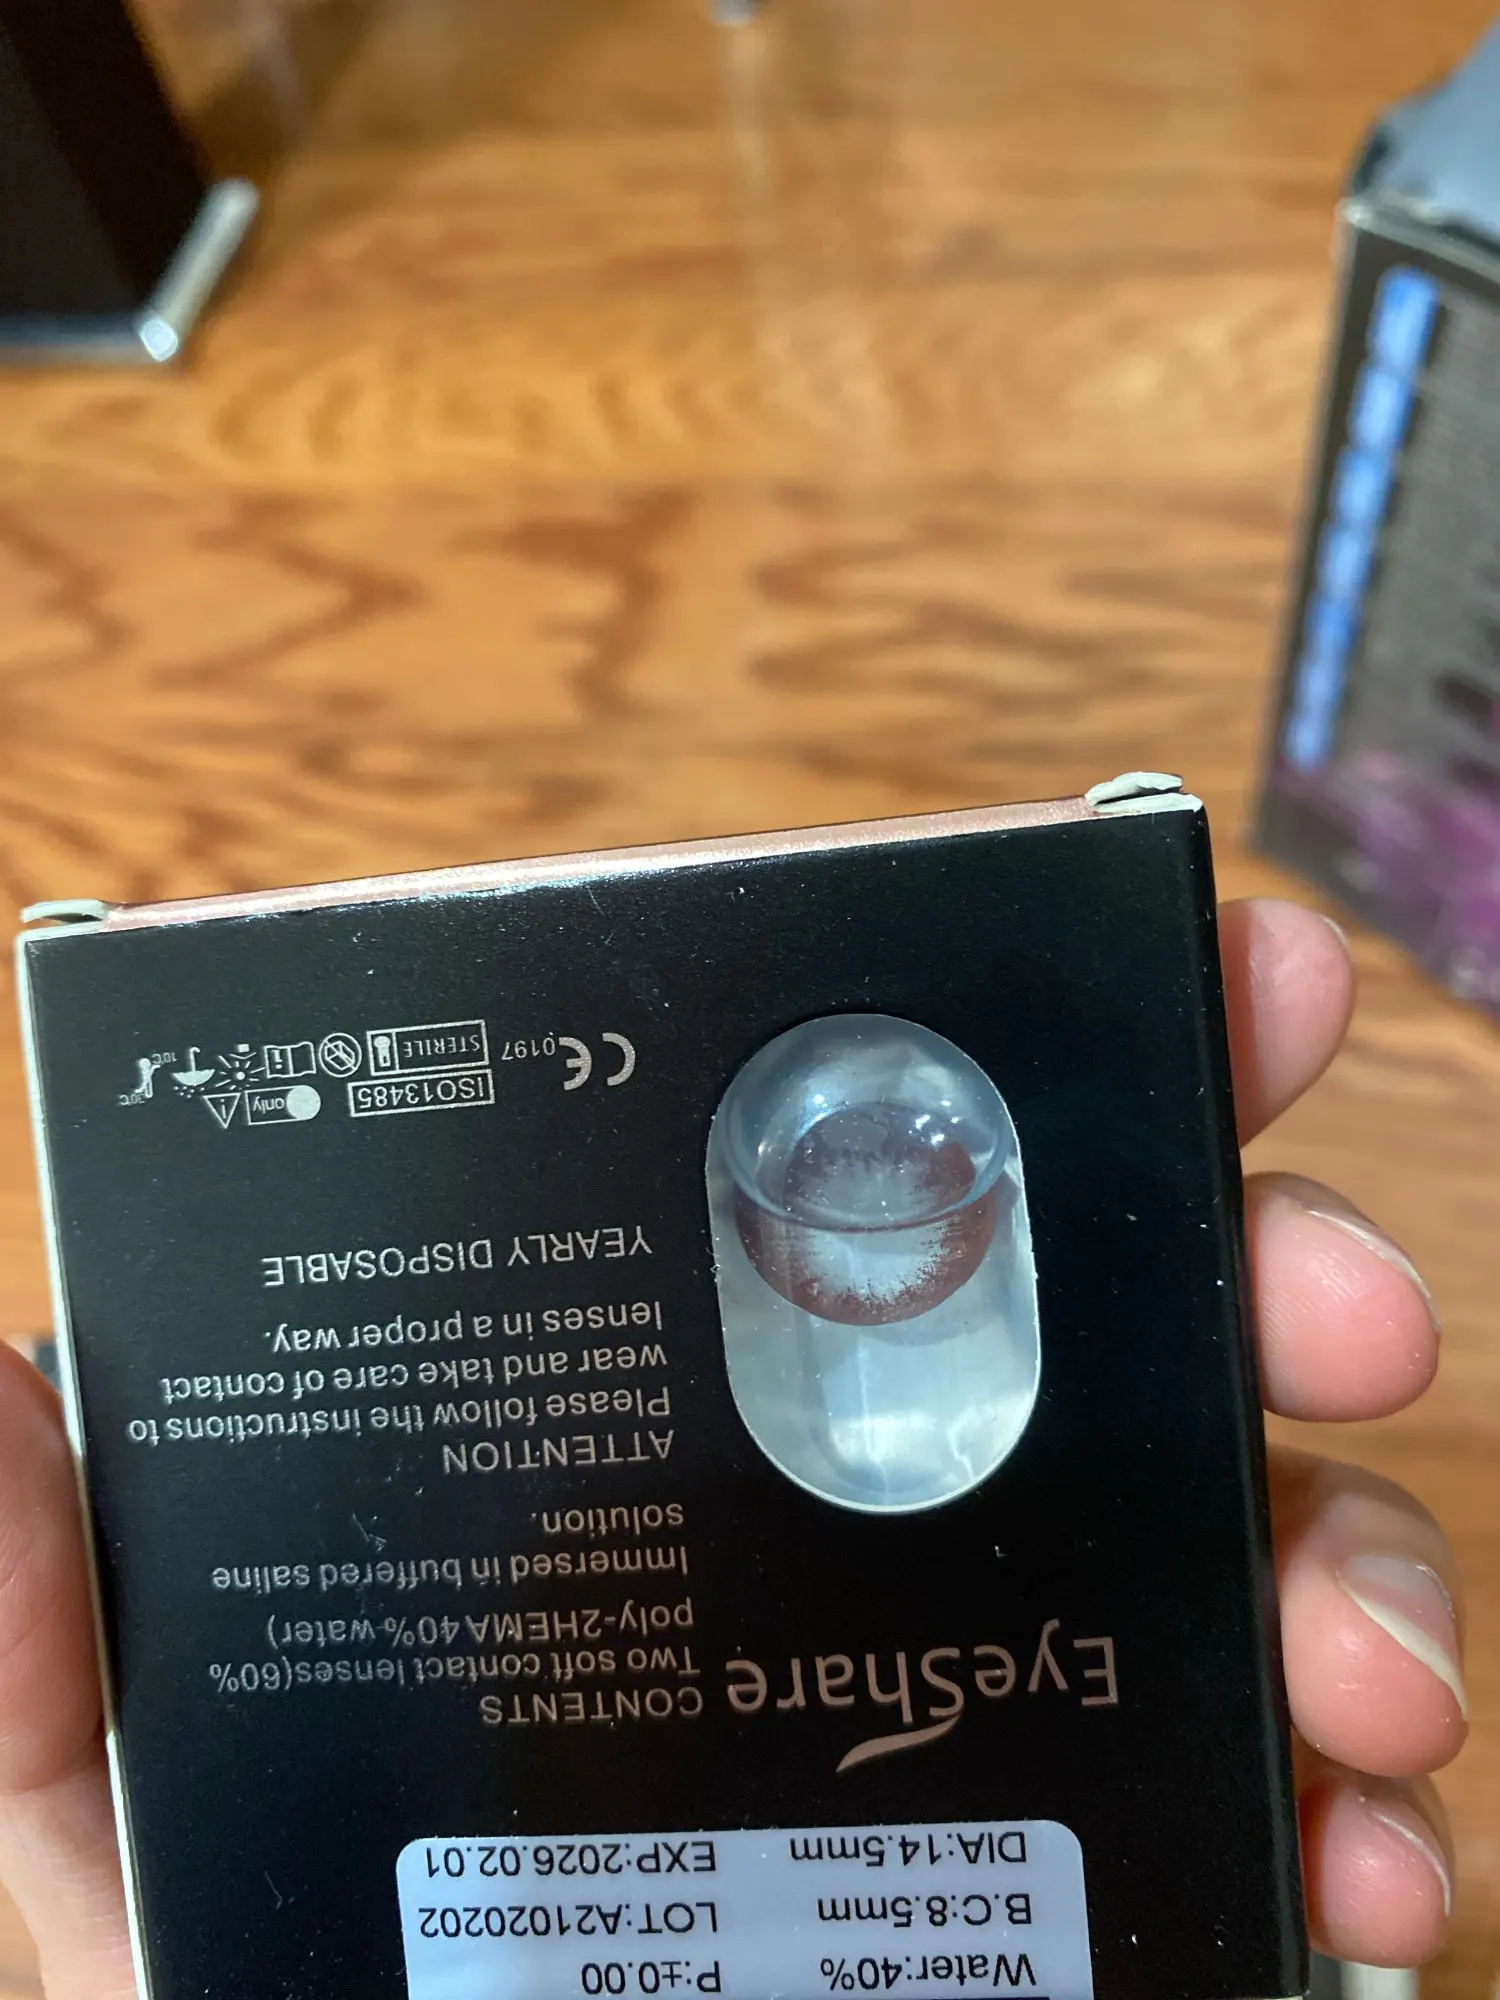 Water:40% P:±0.00
B.C:8.5mm LOT:A21020202
DIA:14.5mm EXP:2026.02.01
EyeShare
CONTENTS
Two soft contact lenses(60%
poly-2HEMA 40%-water)
Immersed in buffered saline
solution.
ATTENTION
Please follow the instructions to
wear and take care of contact
lenses in a proper way.
YEARLY DISPOSABLE
ISO13485 only
CE 0197 STERILE 10°C 30°C